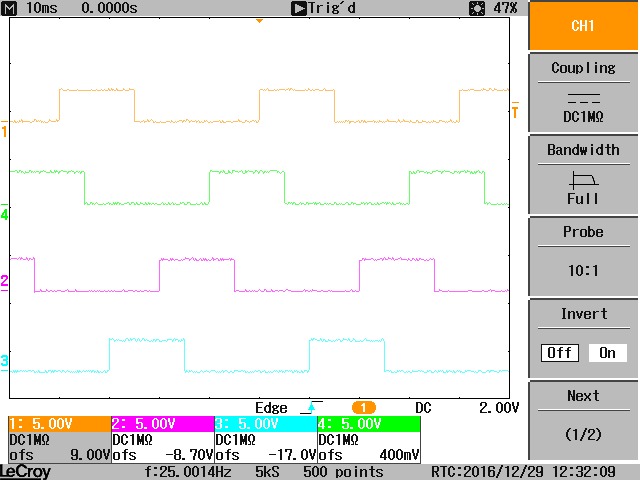 M 10ms 0.0000s Trig'd 47% CH1
Coupling
DC1MΩ
T
1
Bandwidth
Full
4
Probe
10:1
2
Invert
Off On
3
Next
(1/2)
Edge 1 DC 2.00V
1: 5.00V 2: 5.00V 3: 5.00V 4: 5.00V
DC1MΩ DC1MΩ DC1MΩ DC1MΩ
ofs 9.00V ofs -8.70V ofs -17.0V ofs 400mV
LeCroy f:25.0014Hz 5kS 500 points RTC:2016/12/29 12:32:09